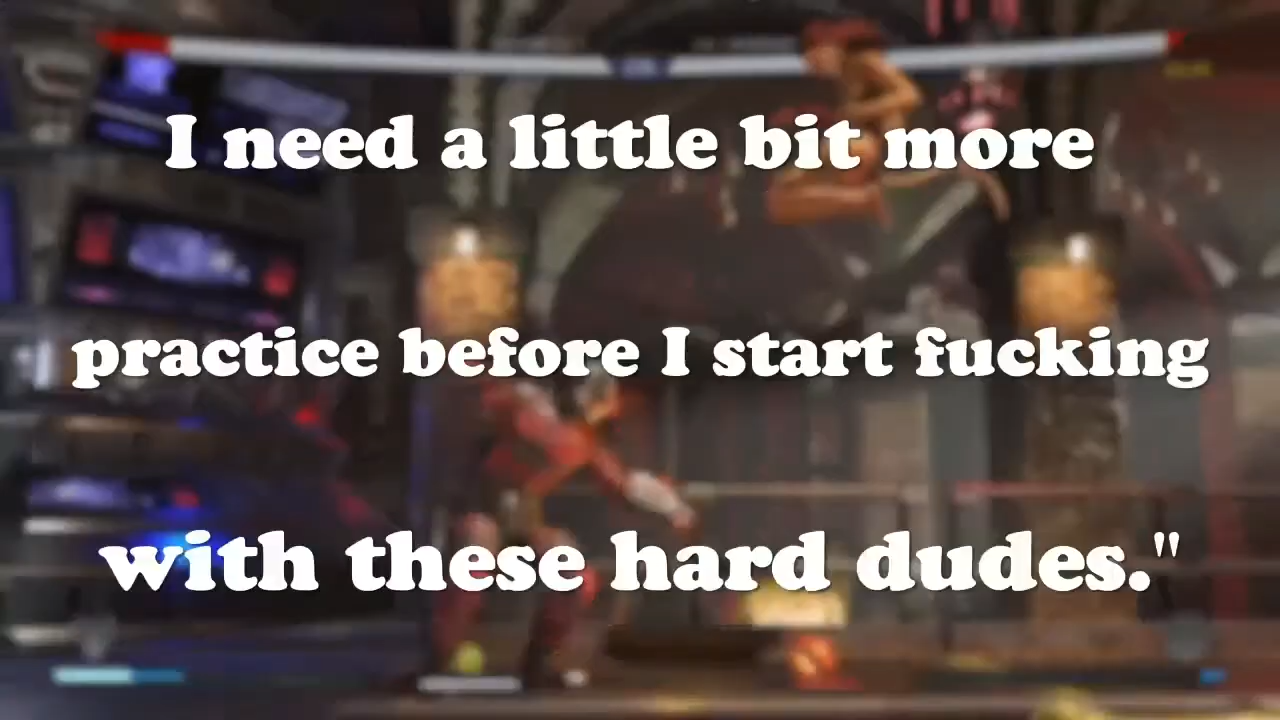 I need a little bit more
practice before I start fucking
with these hard dudes."